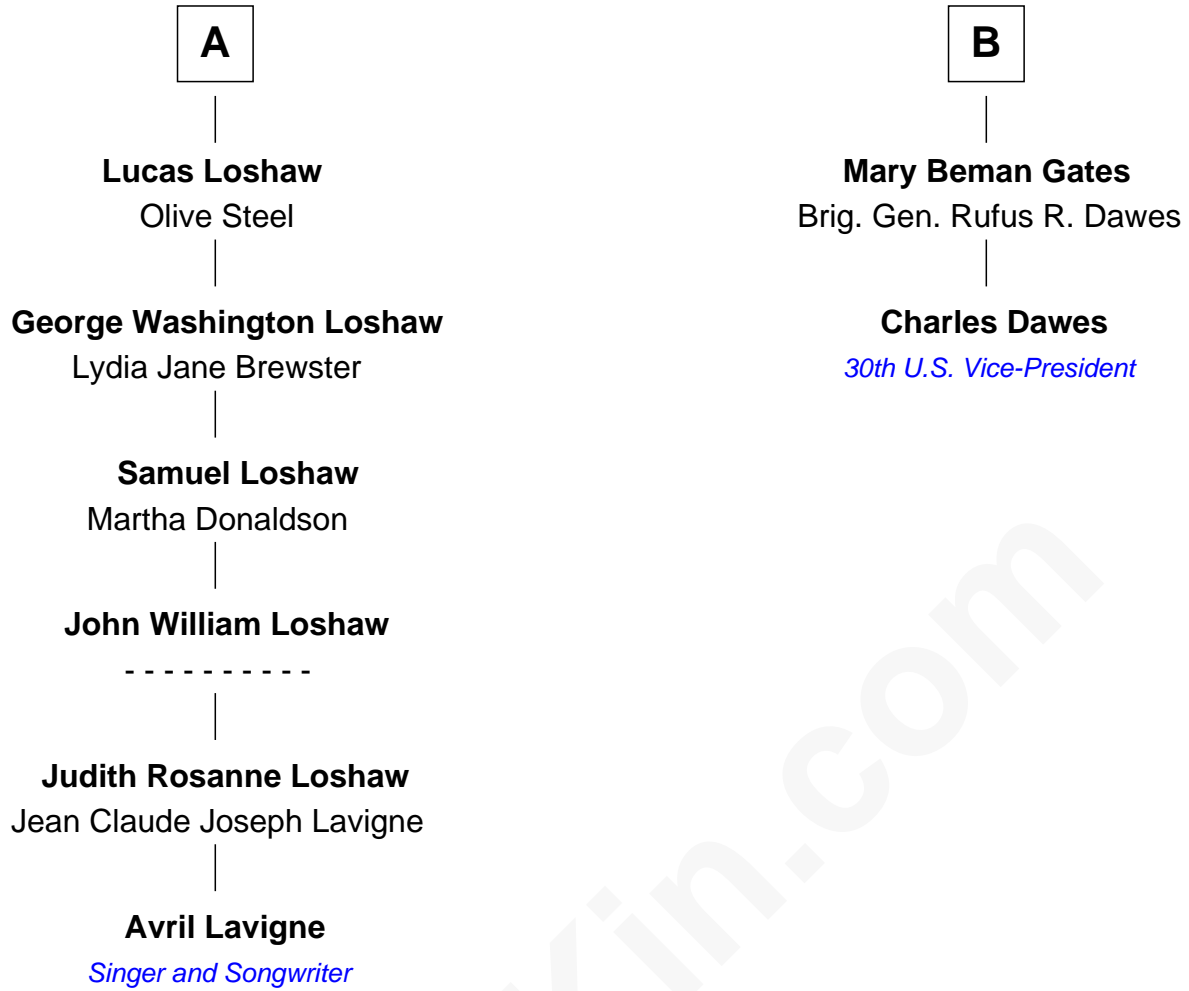 A
Lucas Loshaw
Olive Steel
George Washington Loshaw
Lydia Jane Brewster
Samuel Loshaw
Martha Donaldson
John William Loshaw
- - - - - - - - - -
Judith Rosanne Loshaw
Jean Claude Joseph Lavigne
Avril Lavigne
Singer and Songwriter
B
Mary Beman Gates
Brig. Gen. Rufus R. Dawes
Charles Dawes
30th U.S. Vice-President
kin.com